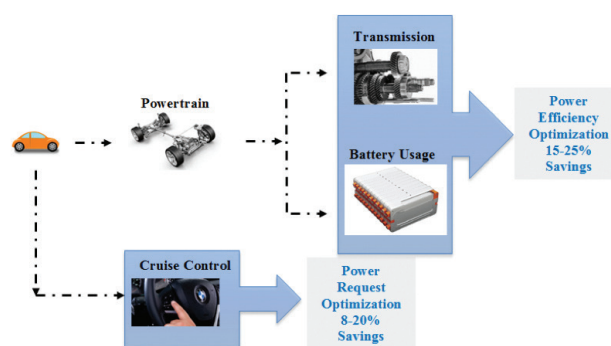 Transmission
Powertrain
Battery Usage
Power
Efficiency
Optimization
15-25%
Savings
Cruise Control
Power
Request
Optimization
8-20%
Savings